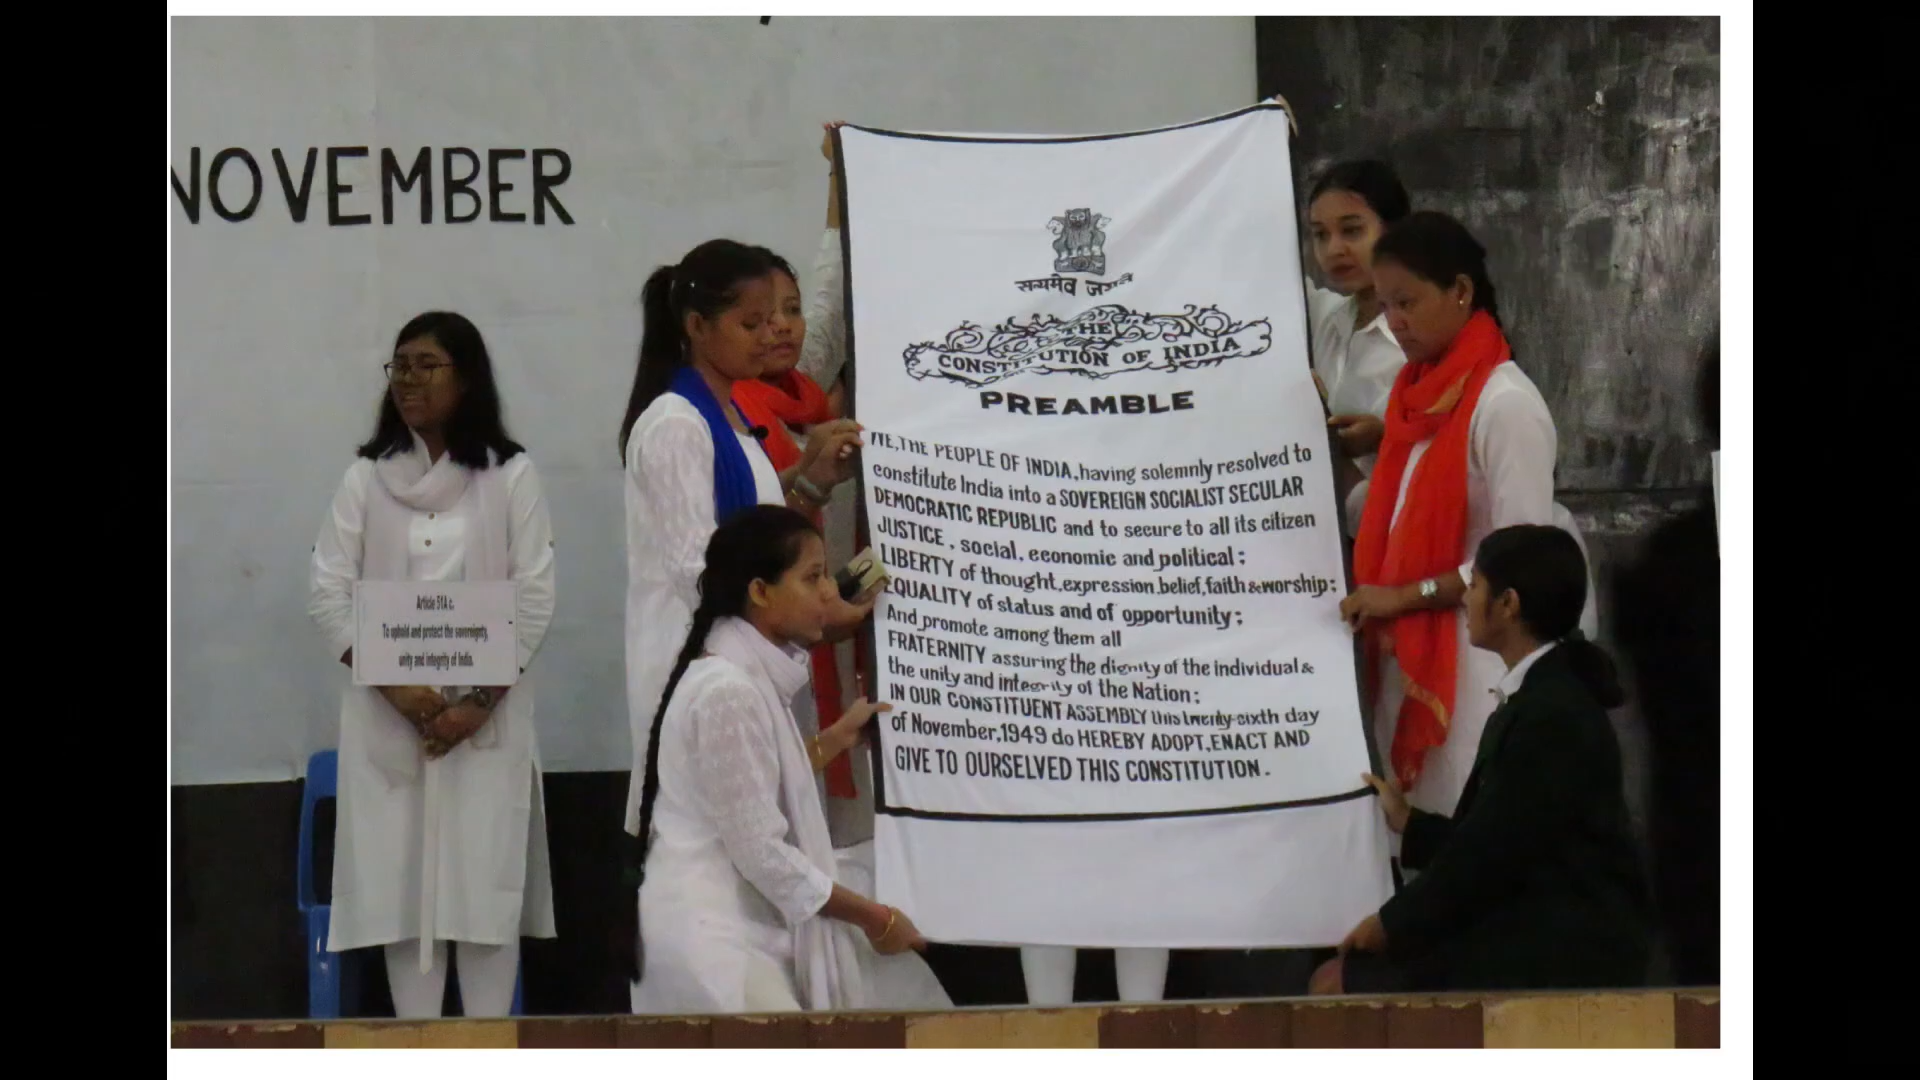 NOVEMBER
सत्यमेव जयते
THE
CONSTITUTION OF INDIA
PREAMBLE
WE, THE PEOPLE OF INDIA, having solemnly resolved to
constitute India into a SOVEREIGN SOCIALIST SECULAR
DEMOCRATIC REPUBLIC and to secure to all its citizen
JUSTICE, social, economic and political;
LIBERTY of thought, expression, belief, faith & worship;
EQUALITY of status and of opportunity;
And promote among them all
FRATERNITY assuring the dignity of the individual &
the unity and integrity of the Nation;
IN OUR CONSTITUENT ASSEMBLY this twenty-sixth day
of November, 1949 do HEREBY ADOPT, ENACT AND
GIVE TO OURSELVED THIS CONSTITUTION.
Article 51A c.
To uphold and protect the sovereignty,
unity and integrity of India.